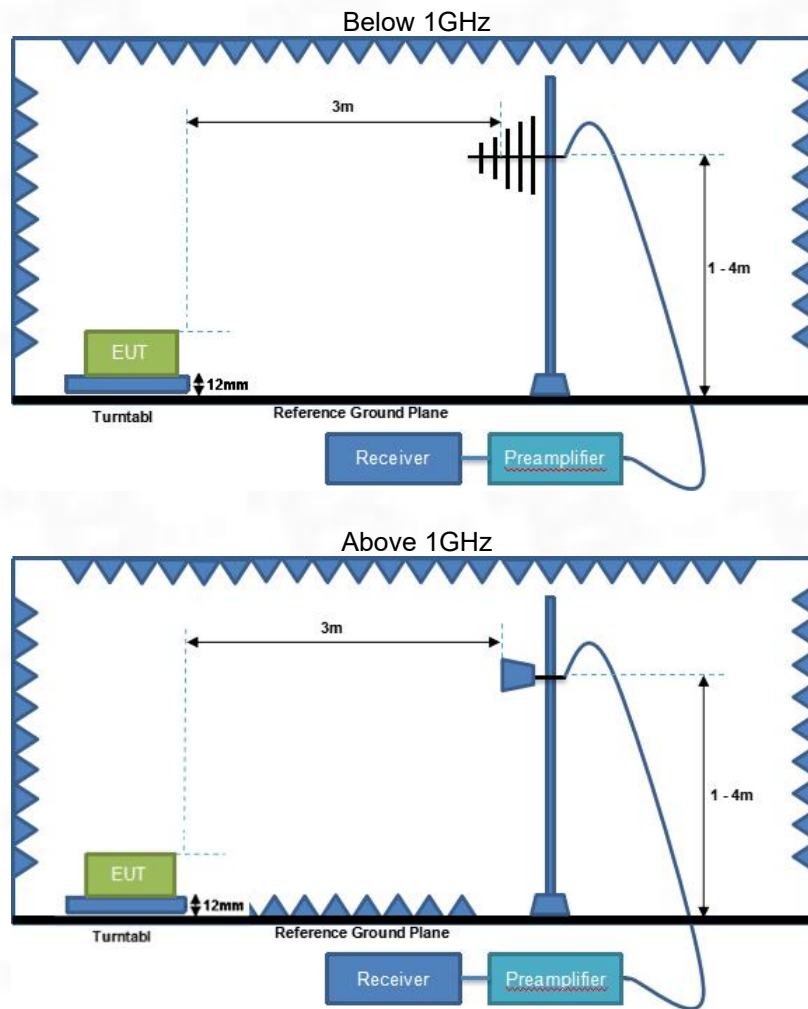 Below 1GHz
3m
1 - 4m
EUT
12mm
Turntabl
Reference Ground Plane
Receiver
Preamplifier
Above 1GHz
3m
1 - 4m
EUT
12mm
Turntabl
Reference Ground Plane
Receiver
Preamplifier